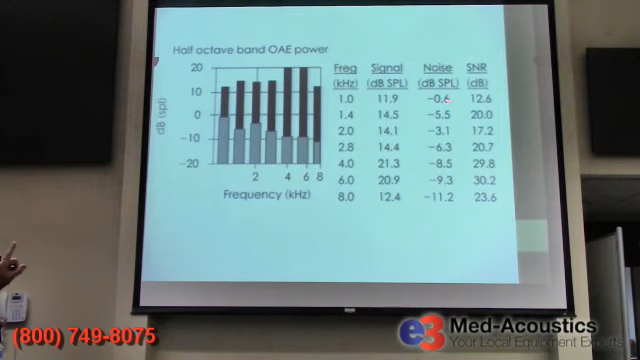 Half octave band OAE power
dB (spl)
20
10
0
-10
-20
2 4 6 8
Frequency (kHz)
Freq Signal Noise SNR
(kHz) (dB SPL) (dB SPL) (dB)
1.0 11.9 -0.6 12.6
1.4 14.5 -5.5 20.0
2.0 14.1 -3.1 17.2
2.8 14.4 -6.3 20.7
4.0 21.3 -8.5 29.8
6.0 20.9 -9.3 30.2
8.0 12.4 -11.2 23.6
(800) 749-8075
e3 Med-Acoustics
Your Local Equipment Experts